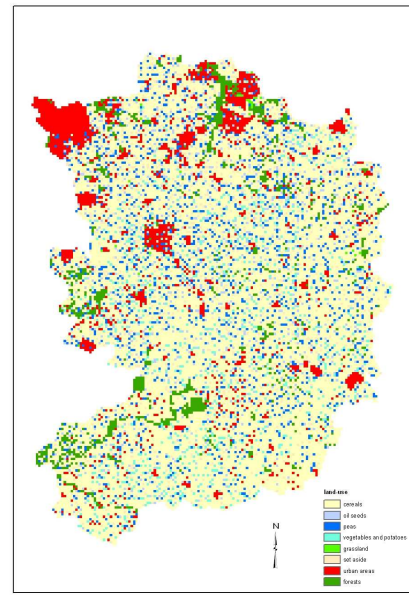 N
land-use
cereals
oil seeds
peas
vegetables and potatoes
grassland
set aside
urban areas
forests